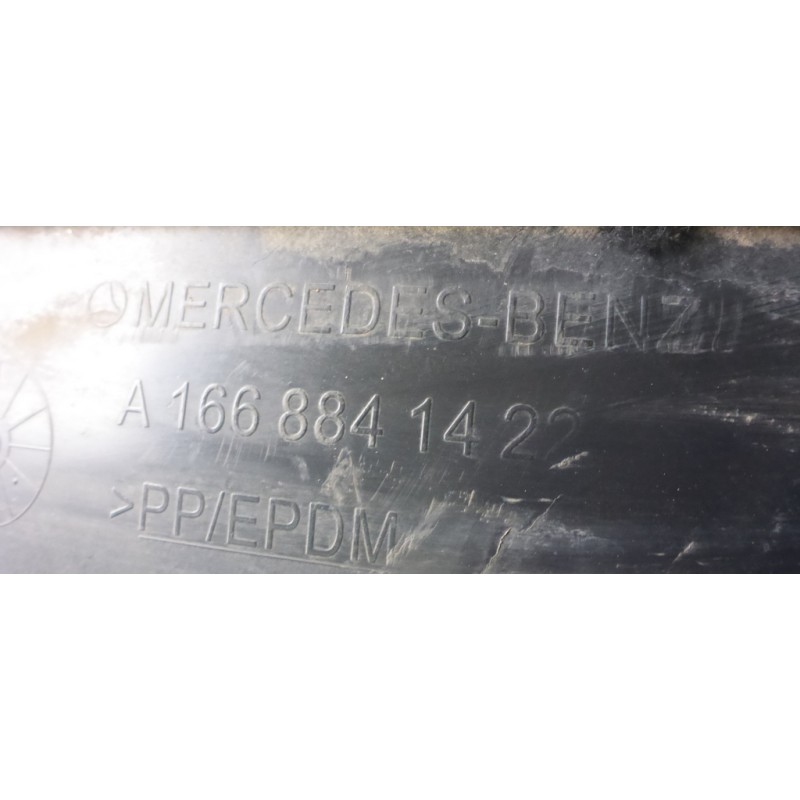 MERCEDES-BENZ
A 166 884 14 22
>PP/EPDM